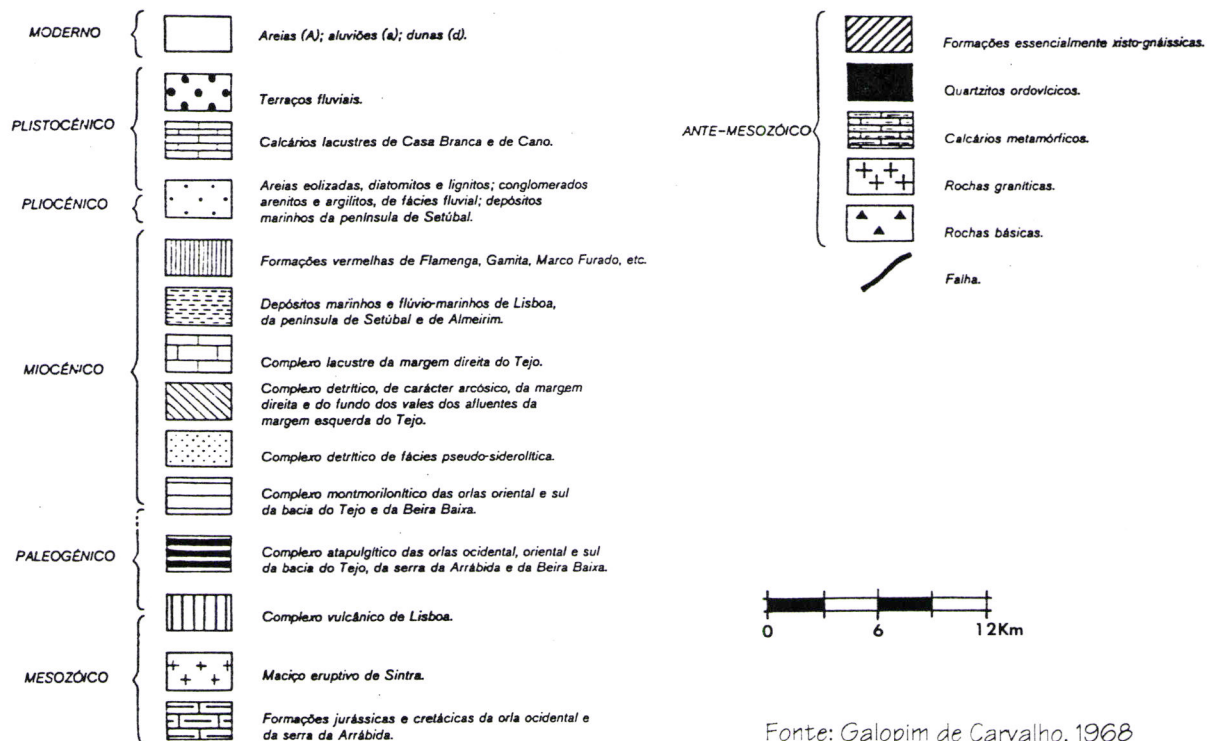 MODERNO
Areias (A); aluviões (a); dunas (d).
PLISTOCÉNICO
Terraços fluviais.
Calcários lacustres de Casa Branca e de Cano.
PLIOCÉNICO
Areias eolizadas, diatomitos e lignitos; conglomerados
arenitos e argilitos, de fácies fluvial; depósitos
marinhos da península de Setúbal.
MIOCÉNICO
Formações vermelhas de Flamenga, Gamita, Marco Furado, etc.
Depósitos marinhos e flúvio-marinhos de Lisboa,
da península de Setúbal e de Almeirim.
Complexo lacustre da margem direita do Tejo.
Complexo detrítico, de carácter arcósico, da margem
direita e do fundo dos vales dos afluentes da
margem esquerda do Tejo.
Complexo detrítico de fácies pseudo-siderolítica.
Complexo montmorilonítico das orlas oriental e sul
da bacia do Tejo e da Beira Baixa.
PALEOGÉNICO
Complexo atapulgítico das orlas ocidental, oriental e sul
da bacia do Tejo, da serra da Arrábida e da Beira Baixa.
Complexo vulcânico de Lisboa.
MESOZÓICO
Maciço eruptivo de Sintra.
Formações jurássicas e cretácicas da orla ocidental e
da serra da Arrábida.
ANTE-MESOZÓICO
Formações essencialmente xisto-gnáissicas.
Quartzitos ordovícicos.
Calcários metamórficos.
Rochas graníticas.
Rochas básicas.
Falha.
0 6 12Km
Fonte: Galopim de Carvalho, 1968